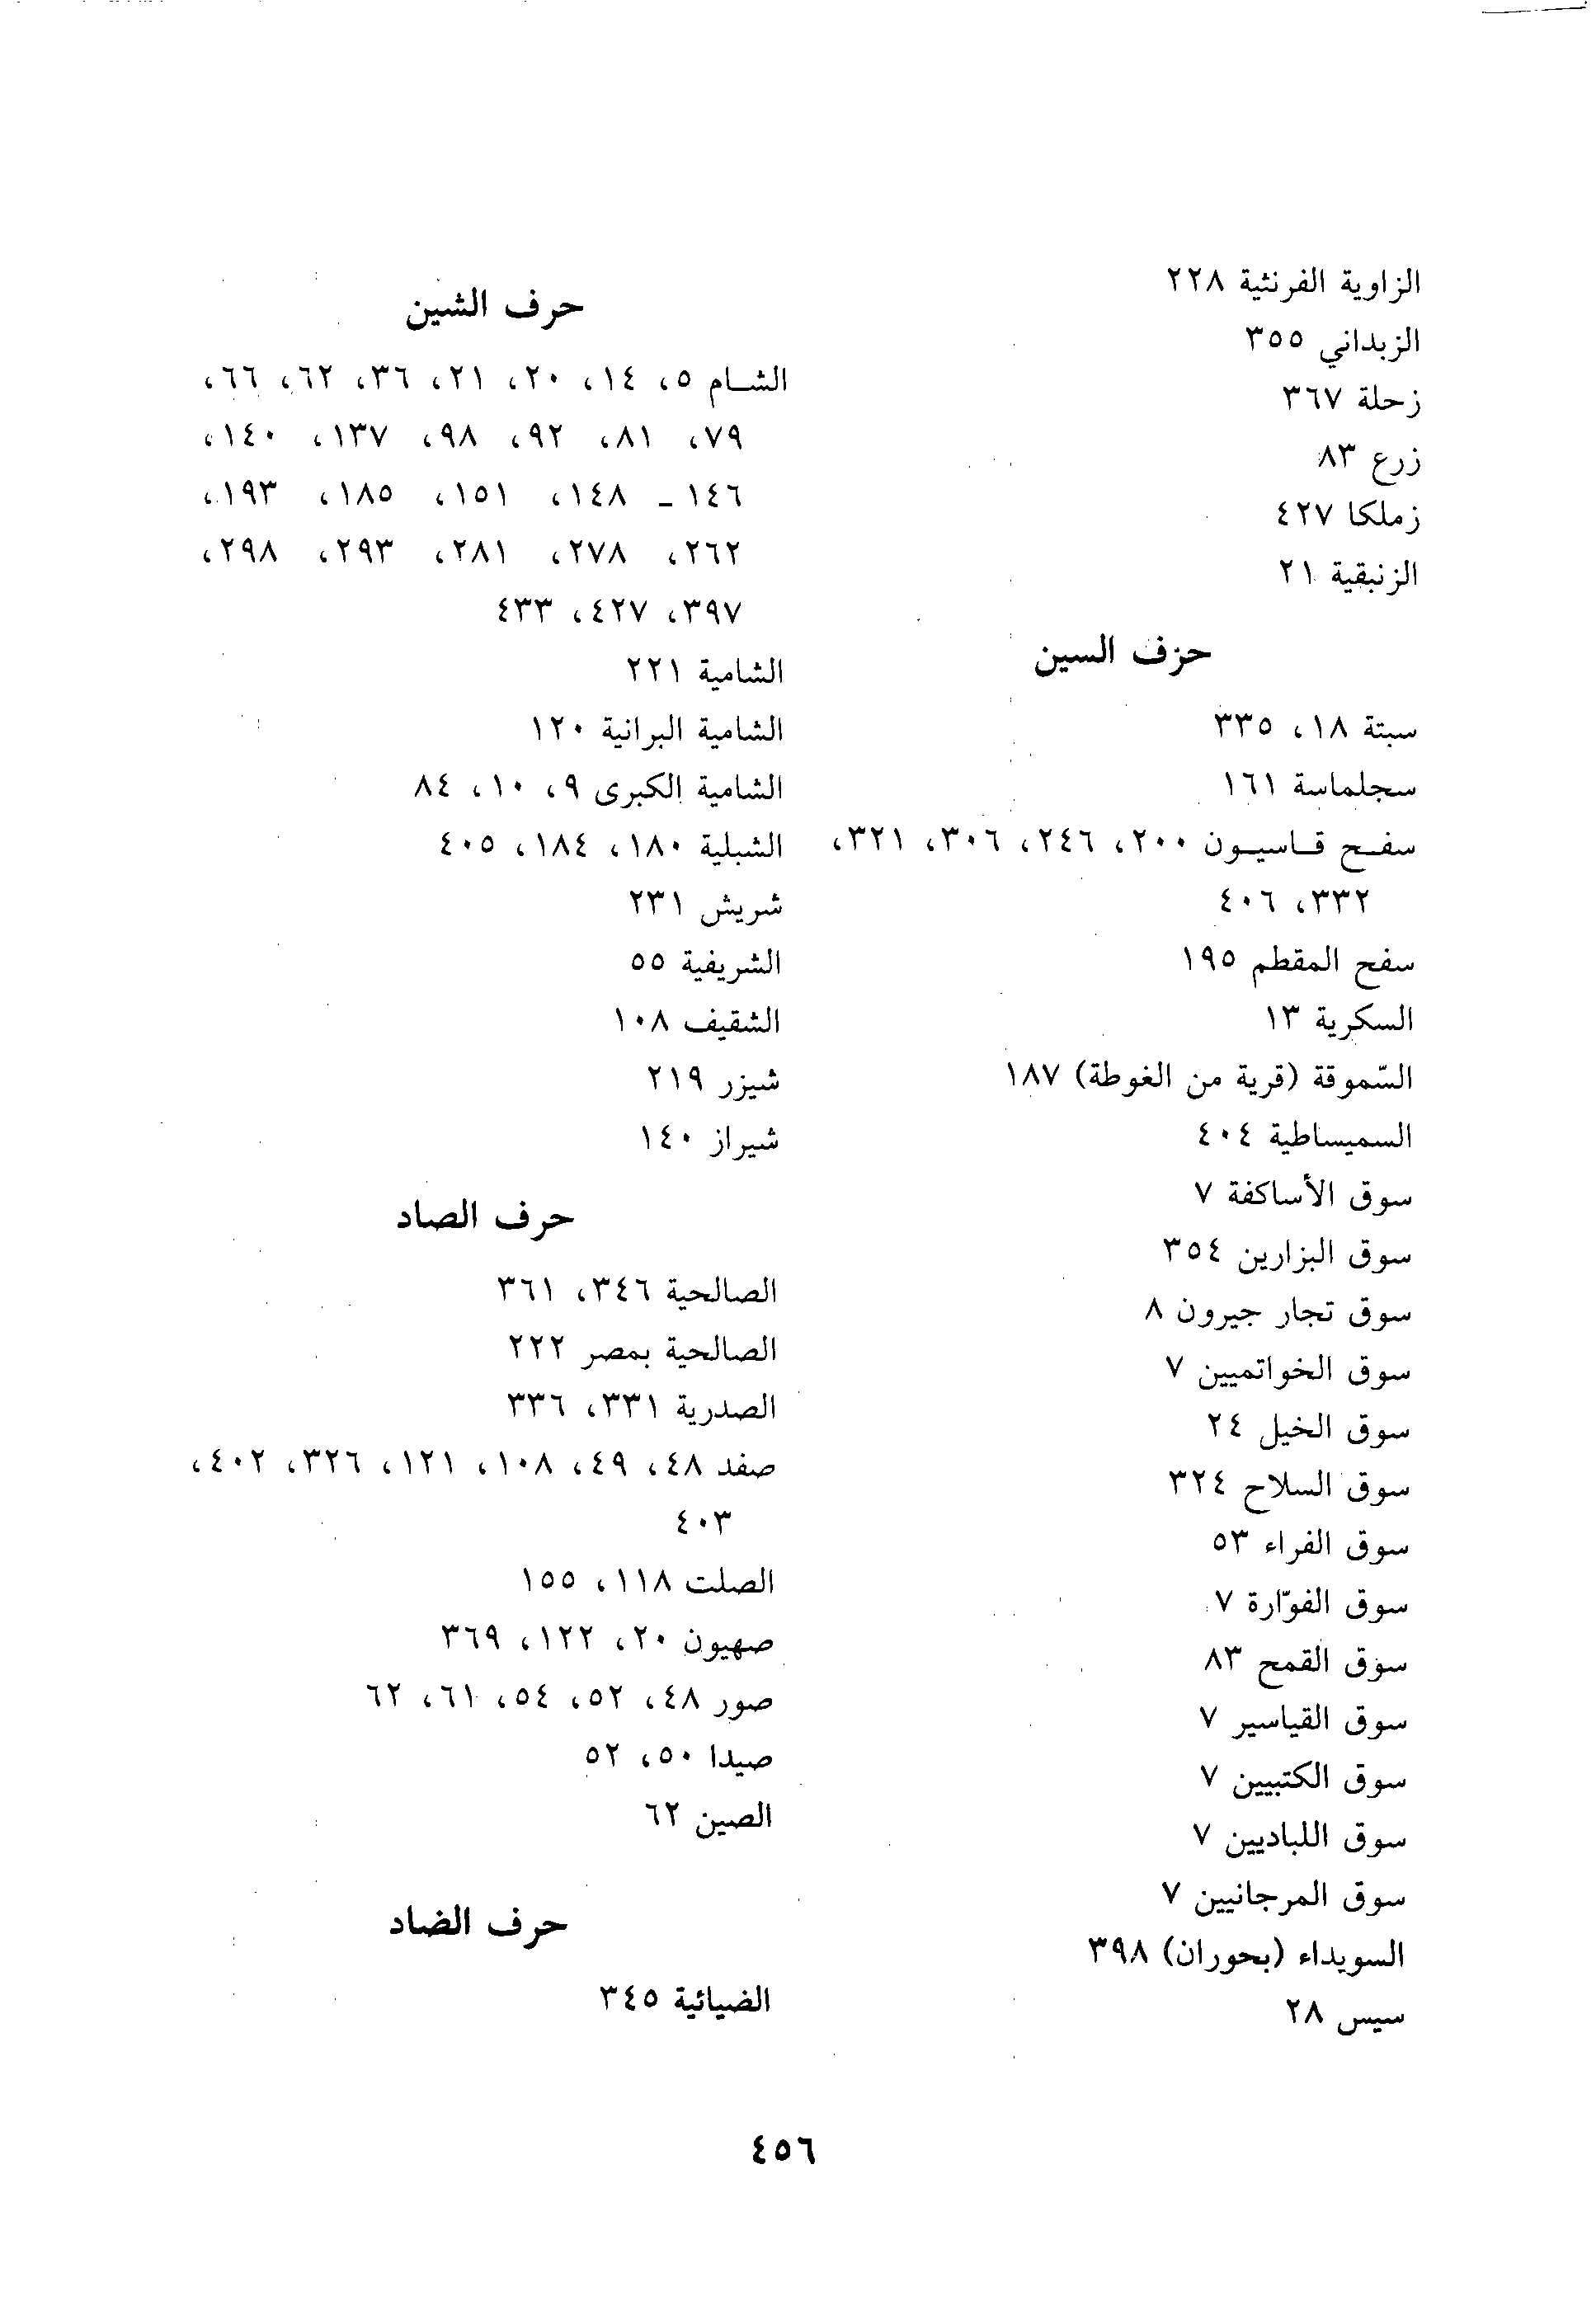 الزاوية الفرنثية ٢٢٨
الزبداني ٣٥٥
زحلة ٣٦٧
زرع ٨٣
زملكا ٤٢٧
الزنبقية ٢١
حرف السين
سبتة ١٨، ٣٣٥
سجلماسة ١٦١
سفح قاسيون ٢٠٠، ٢٤٦، ٣٠٦، ٣٢١،
٣٣٢، ٤٠٦
سفح المقطم ١٩٥
السكرية ١٣
السّموقة (قرية من الغوطة) ١٨٧
السميساطية ٤٠٤
سوق الأساكفة ٧
سوق البزارين ٣٥٤
سوق تجار جيرون ٨
سوق الخواتميين ٧
سوق الخيل ٢٤
سوق السلاح ٣٢٤
سوق الفراء ٥٣
سوق الفوّارة ٧
سوق القمح ٨٣
سوق القياسير ٧
سوق الكتبيين ٧
سوق اللباديين ٧
سوق المرجانيين ٧
السويداء (بحوران) ٣٩٨
سيس ٢٨
حرف الشين
الشام ٥، ١٤، ٢٠، ٢١، ٣٦، ٦٢، ٦٦،
٧٩، ٨١، ٩٢، ٩٨، ١٣٧، ١٤٠،
١٤٦ - ١٤٨، ١٥١، ١٨٥، ١٩٣،
٢٦٢، ٢٧٨، ٢٨١، ٢٩٣، ٢٩٨،
٣٩٧، ٤٢٧، ٤٣٣
الشامية ٢٢١
الشامية البرانية ١٢٠
الشامية الكبرى ٩، ١٠، ٨٤
الشبلية ١٨٠، ١٨٤، ٤٠٥
شريش ٢٣١
الشريفية ٥٥
الشقيف ١٠٨
شيزر ٢١٩
شيراز ١٤٠
حرف الصاد
الصالحية ٣٤٦، ٣٦١
الصالحية بمصر ٢٢٢
الصدرية ٣٣١، ٣٣٦
صفد ٤٨، ٤٩، ١٠٨، ١٢١، ٣٢٦، ٤٠٢،
٤٠٣
الصلت ١١٨، ١٥٥
صهيون ٢٠، ١٢٢، ٣٦٩
صور ٤٨، ٥٢، ٥٤، ٦١، ٦٢
صيدا ٥٠، ٥٢
الصين ٦٢
حرف الضاد
الضيائية ٣٤٥
٤٥٦